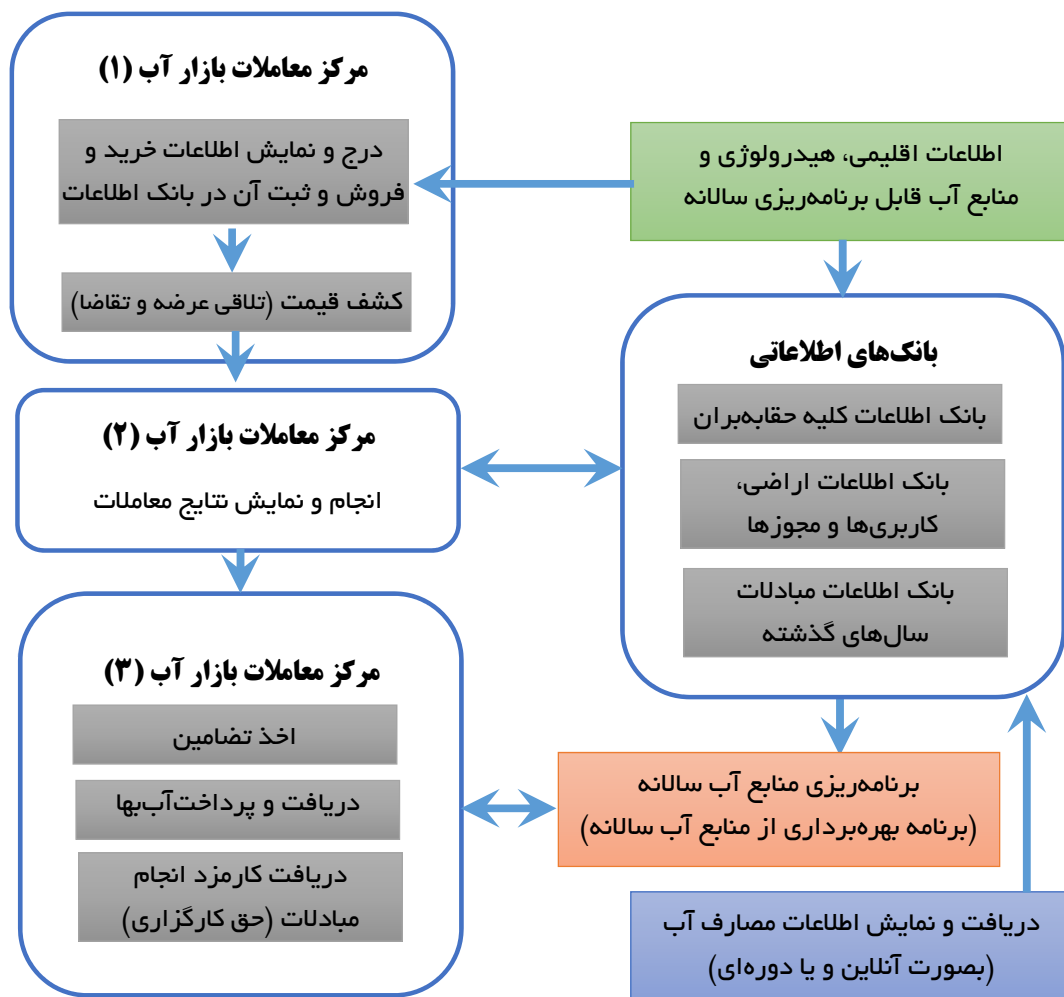 مرکز معاملات بازار آب (۱)
درج و نمایش اطلاعات خرید و
فروش و ثبت آن در بانک اطلاعات
کشف قیمت (تلاقی عرضه و تقاضا)
اطلاعات اقلیمی، هیدرولوژی و
منابع آب قابل برنامه‌ریزی سالانه
بانک‌های اطلاعاتی
بانک اطلاعات کلیه حقابه‌بران
بانک اطلاعات اراضی،
کاربری‌ها و مجوزها
بانک اطلاعات مبادلات
سال‌های گذشته
مرکز معاملات بازار آب (۲)
انجام و نمایش نتایج معاملات
مرکز معاملات بازار آب (۳)
اخذ تضامین
دریافت و پرداخت‌آب‌بها
دریافت کارمزد انجام
مبادلات (حق کارگزاری)
برنامه‌ریزی منابع آب سالانه
(برنامه بهره‌برداری از منابع آب سالانه)
دریافت و نمایش اطلاعات مصارف آب
(بصورت آنلاین و یا دوره‌ای)